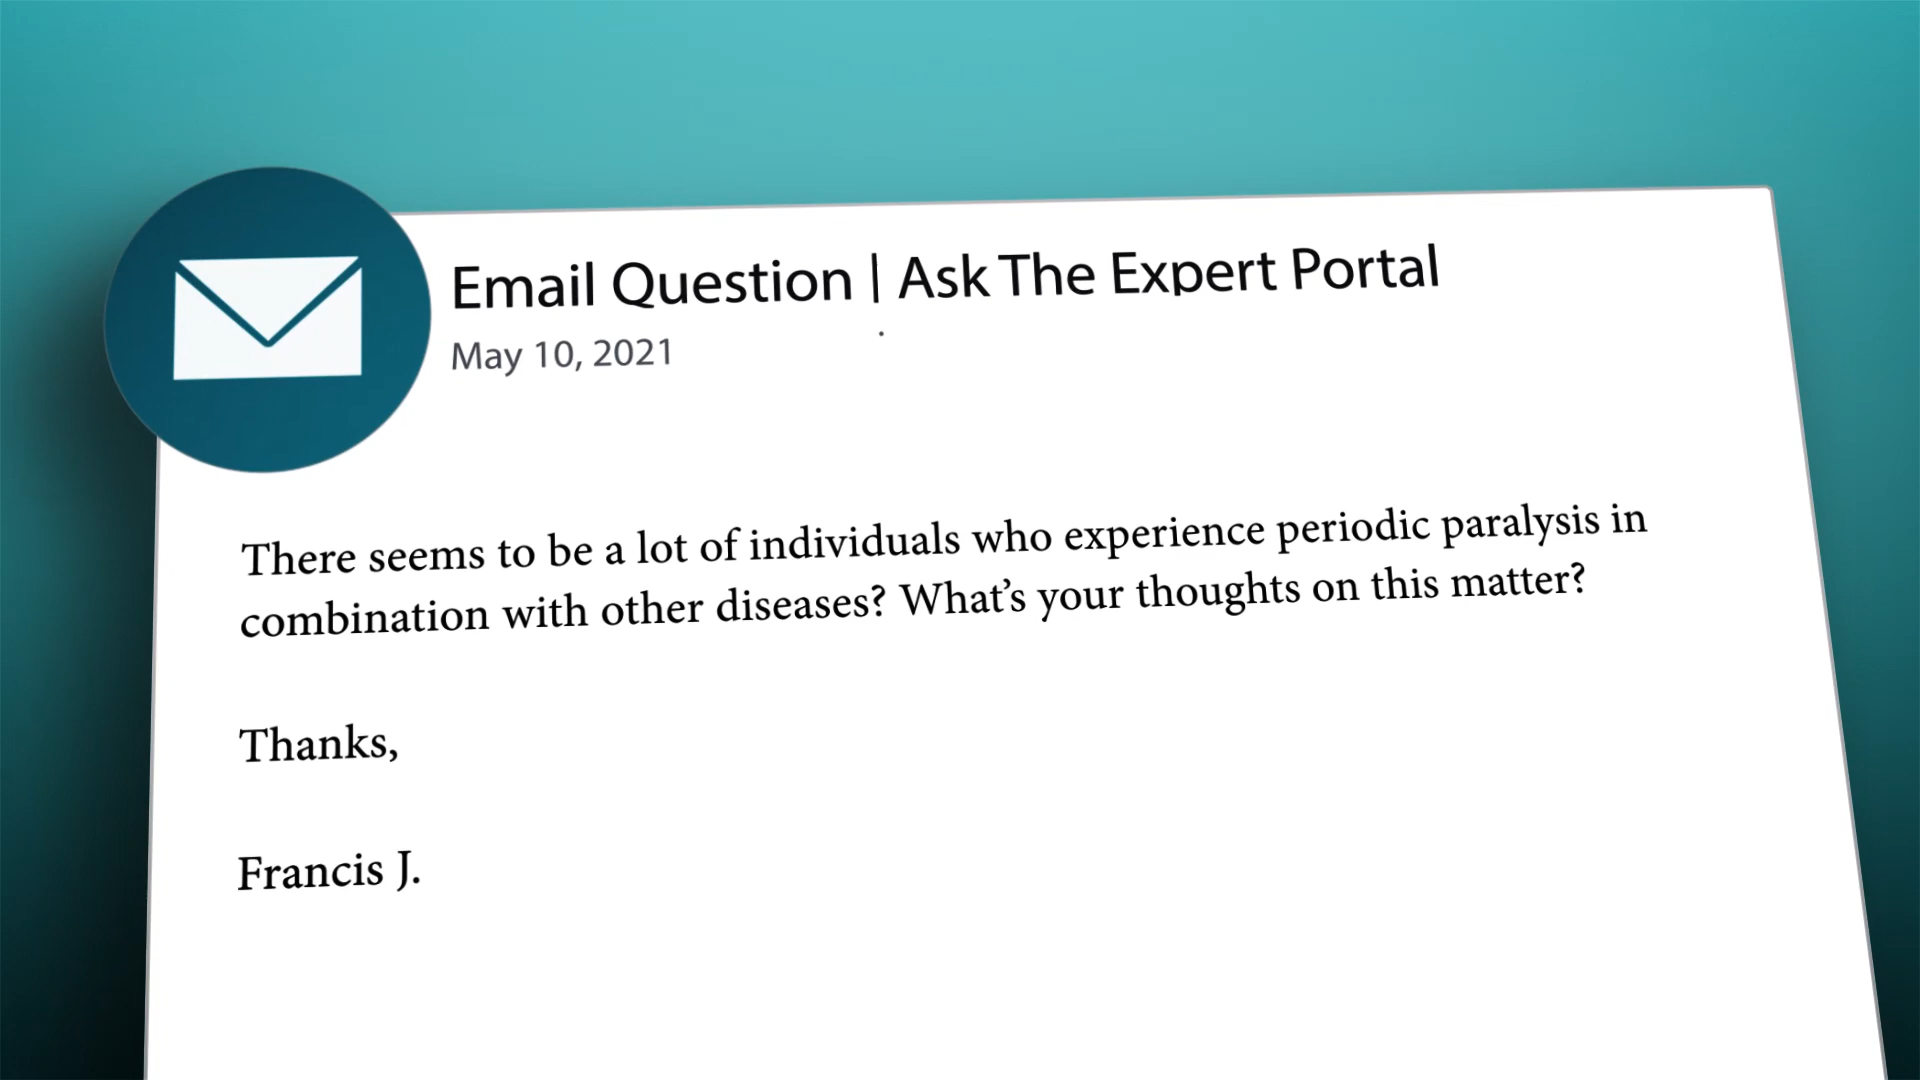 Email Question | Ask The Expert Portal
May 10, 2021
There seems to be a lot of individuals who experience periodic paralysis in
combination with other diseases? What’s your thoughts on this matter?
Thanks,
Francis J.